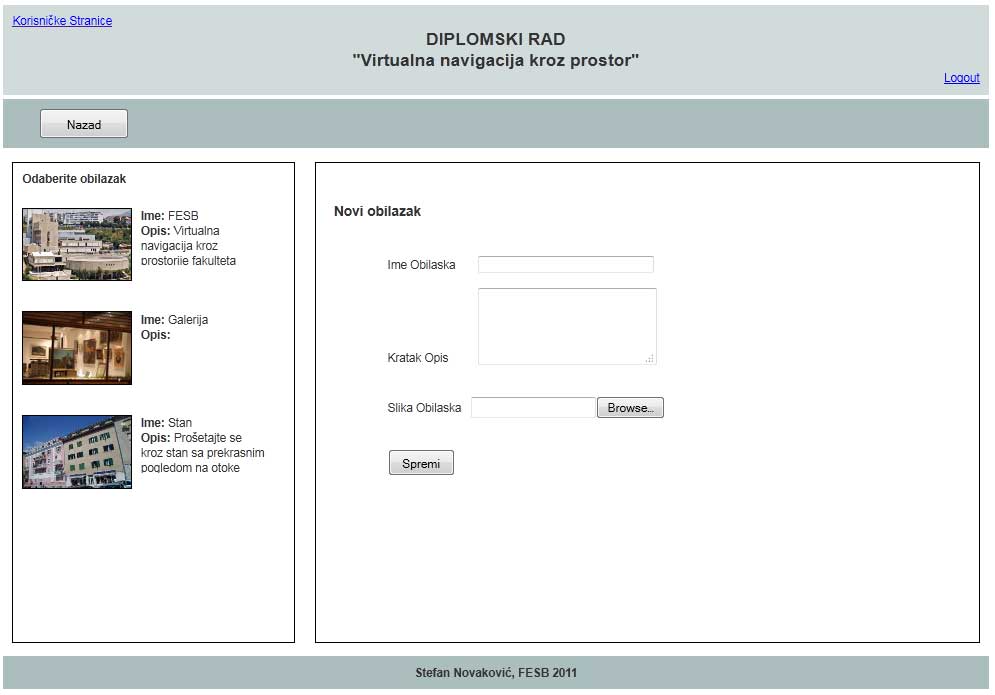 Korisničke Stranice
DIPLOMSKI RAD
"Virtualna navigacija kroz prostor"
Logout
Nazad
Odaberite obilazak
Ime: FESB
Opis: Virtualna
navigacija kroz
prostorije fakulteta
Ime: Galerija
Opis:
Ime: Stan
Opis: Prošetajte se
kroz stan sa prekrasnim
pogledom na otoke
Novi obilazak
Ime Obilaska
Kratak Opis
Slika Obilaska
Browse...
Spremi
Stefan Novaković, FESB 2011